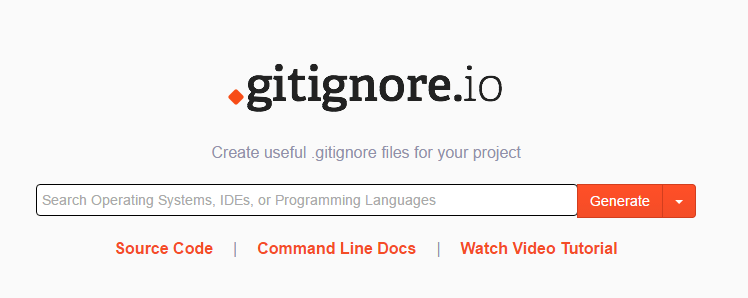 .gitignore.io
Create useful .gitignore files for your project
Search Operating Systems, IDEs, or Programming Languages
Generate
Source Code | Command Line Docs | Watch Video Tutorial